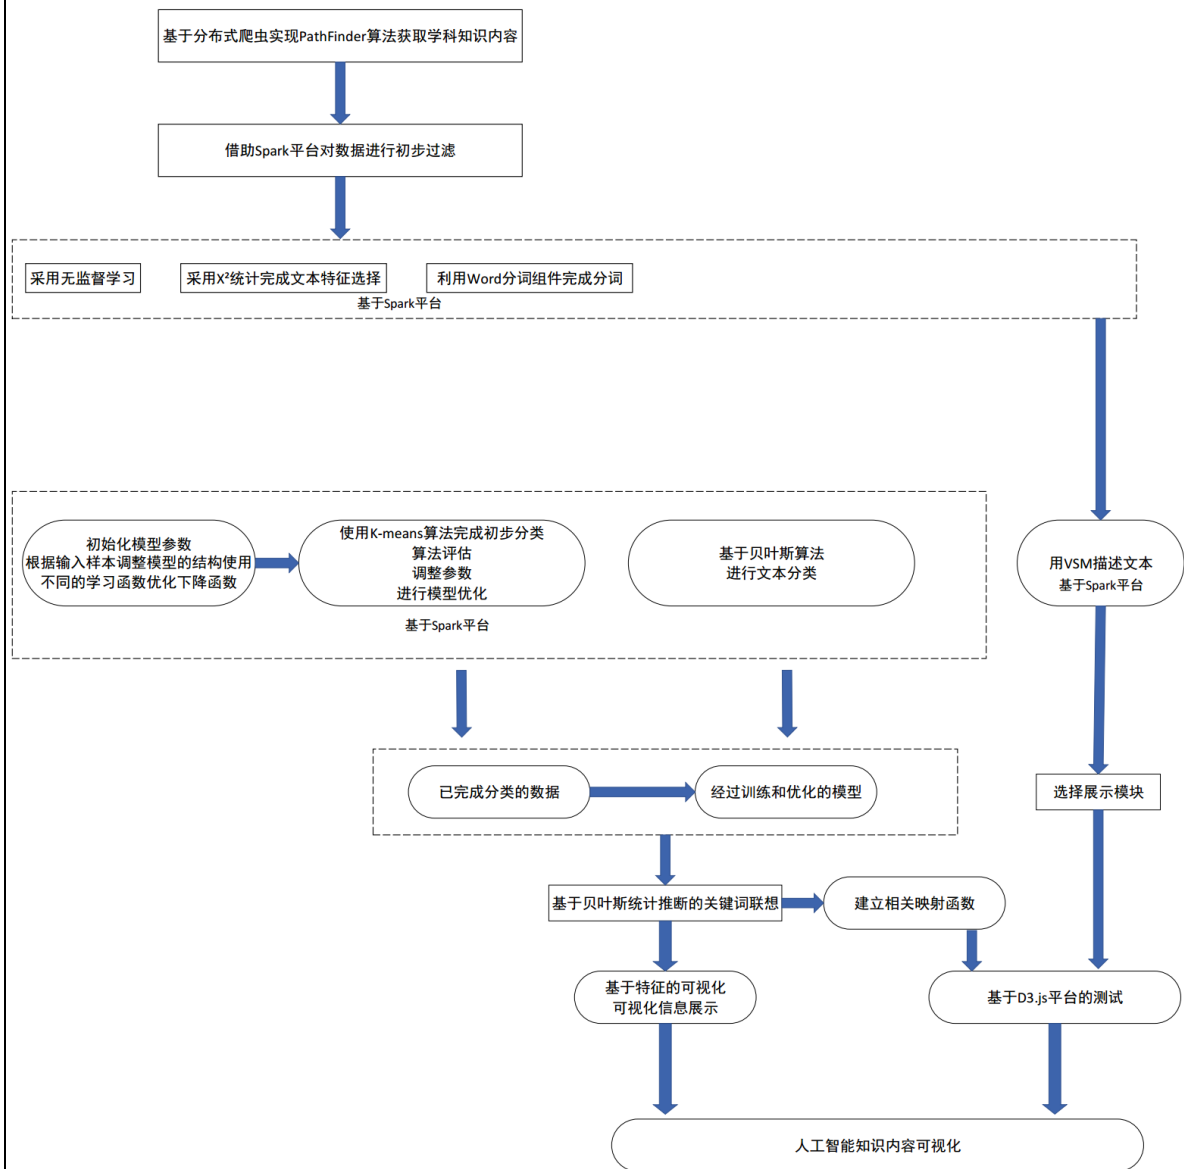 基于分布式爬虫实现PathFinder算法获取学科知识内容
借助Spark平台对数据进行初步过滤
采用无监督学习
采用X²统计完成文本特征选择
利用Word分词组件完成分词
基于Spark平台
初始化模型参数
根据输入样本调整模型的结构使用
不同的学习函数优化下降函数
使用K-means算法完成初步分类
算法评估
调整参数
进行模型优化
基于贝叶斯算法
进行文本分类
基于Spark平台
用VSM描述文本
基于Spark平台
已完成分类的数据
经过训练和优化的模型
选择展示模块
基于贝叶斯统计推断的关键词联想
建立相关映射函数
基于特征的可视化
可视化信息展示
基于D3.js平台的测试
人工智能知识内容可视化